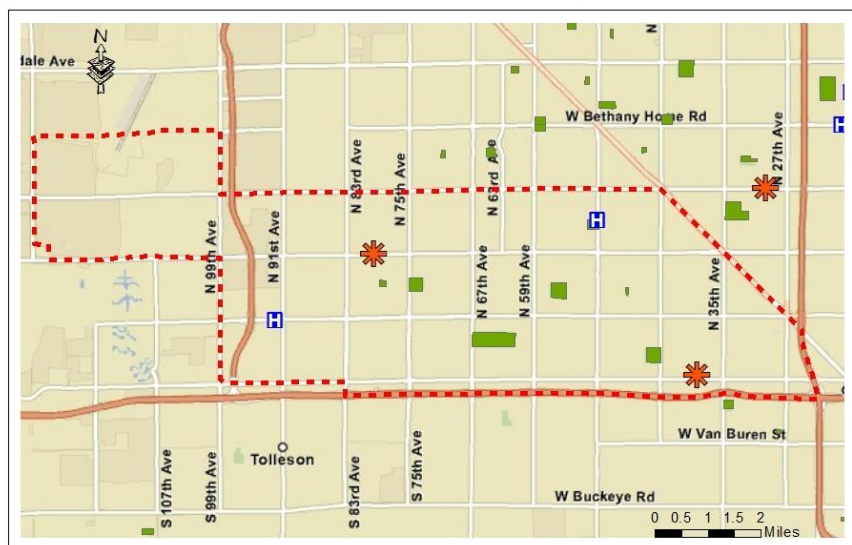 N
N
dale Ave
H
W Bethany Home Rd
H
N 27th Ave
N 83rd Ave
N 75th Ave
N 63rd Ave
H
N 99th Ave
N 91st Ave
N 67th Ave
N 59th Ave
N 35th Ave
H
W Van Buren St
Tolleson
S 107th Ave
S 99th Ave
S 83rd Ave
S 75th Ave
W Buckeye Rd
0 0.5 1 1.5 2
Miles